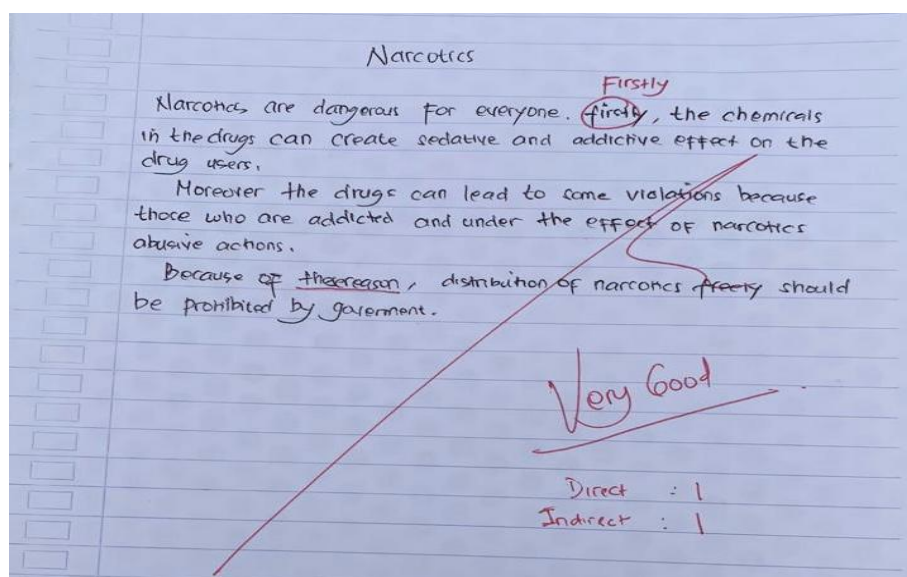 Narcotics
Firstly
Narcotics are dangerous for everyone. firstly, the chemicals
in the drugs can create sedative and addictive effect on the
drug users.
Moreover the drugs can lead to some violations because
those who are addicted and under the effect of narcotics
abusive actions.
Because of thesereason, distribution of narcotics freely should
be prohibited by goverment.
Very Good
Direct : 1
Indirect : 1